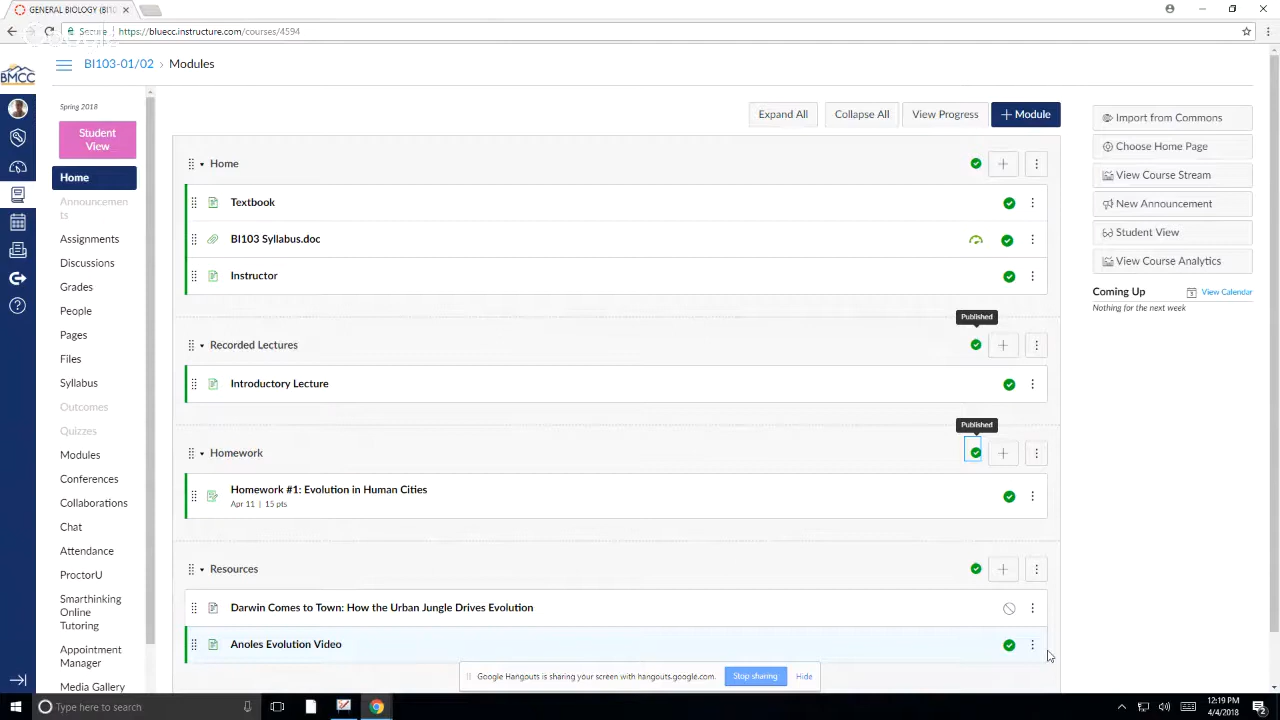 GENERAL BIOLOGY (BI10
Secure
https://bluecc.instructure.com/courses/4594
BMCC
BI103-01/02 › Modules
Spring 2018
Student
View
Home
Announcemen
ts
Assignments
Discussions
Grades
People
Pages
Files
Syllabus
Outcomes
Quizzes
Modules
Conferences
Collaborations
Chat
Attendance
ProctorU
Smarthinking
Online
Tutoring
Appointment
Manager
Media Gallery
Expand All
Collapse All
View Progress
+ Module
Home
Textbook
BI103 Syllabus.doc
Instructor
Published
Recorded Lectures
Introductory Lecture
Published
Homework
Homework #1: Evolution in Human Cities
Apr 11 | 15 pts
Resources
Darwin Comes to Town: How the Urban Jungle Drives Evolution
Anoles Evolution Video
Import from Commons
Choose Home Page
View Course Stream
New Announcement
Student View
View Course Analytics
Coming Up
View Calendar
Nothing for the next week
Google Hangouts is sharing your screen with hangouts.google.com.
Stop sharing
Hide
Type here to search
12:19 PM
4/4/2018
2